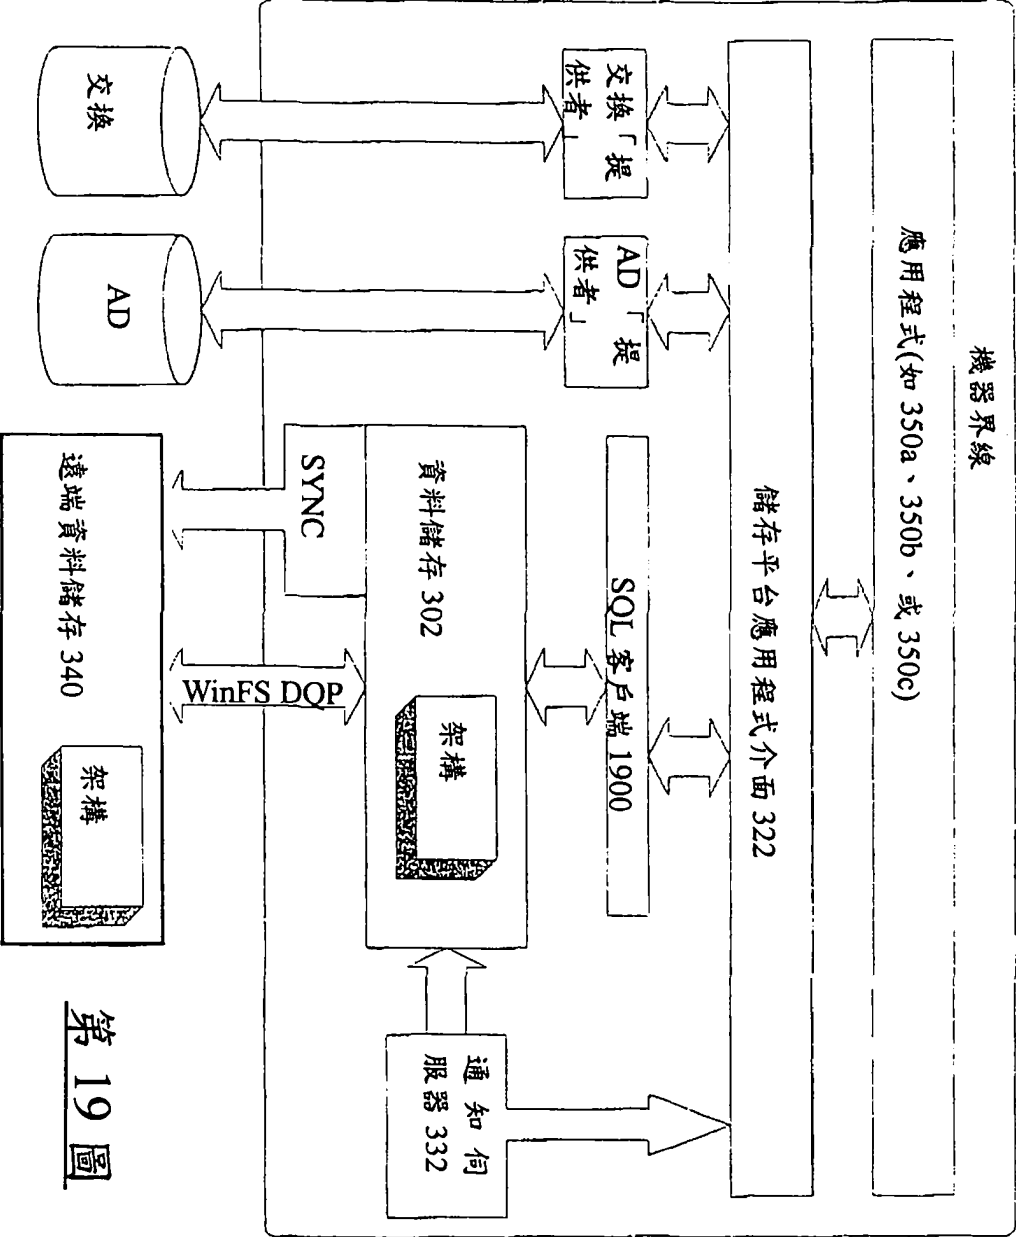 機器界線
應用程式(如 350a、350b、或 350c)
儲存平台應用程式介面 322
交換「提
供者」
AD「提
供者」
SQL 客戶端 1900
資料儲存 302
架構
通知伺
服器 332
SYNC
WinFS DQP
交換
AD
遠端資料儲存 340
架構
第 19 圖